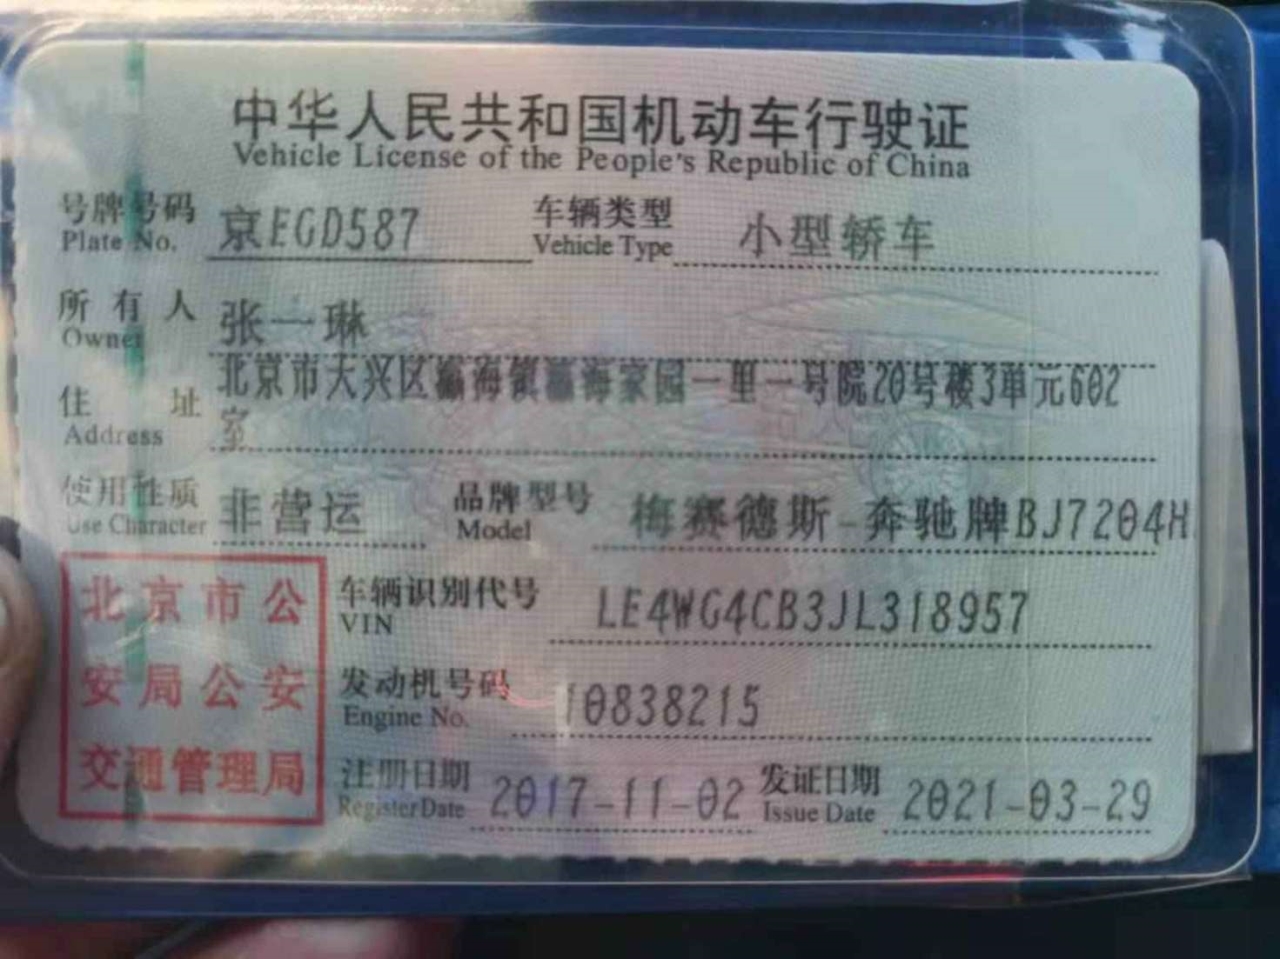 中华人民共和国机动车行驶证
Vehicle License of the People's Republic of China
号牌号码 京EGD587 车辆类型 小型轿车
Plate No. Vehicle Type
所有人 张一琳
Owner
住址 北京市大兴区瀛海镇瀛海家园一里一号院20号楼3单元602
Address 室
使用性质 非营运 品牌型号 梅赛德斯-奔驰牌BJ7204H
Use Character Model
北京市公
安局公安
交通管理局
车辆识别代号 LE4WG4CB3JL318957
VIN
发动机号码 10838215
Engine No.
注册日期 2017-11-02 发证日期 2021-03-29
Register Date Issue Date